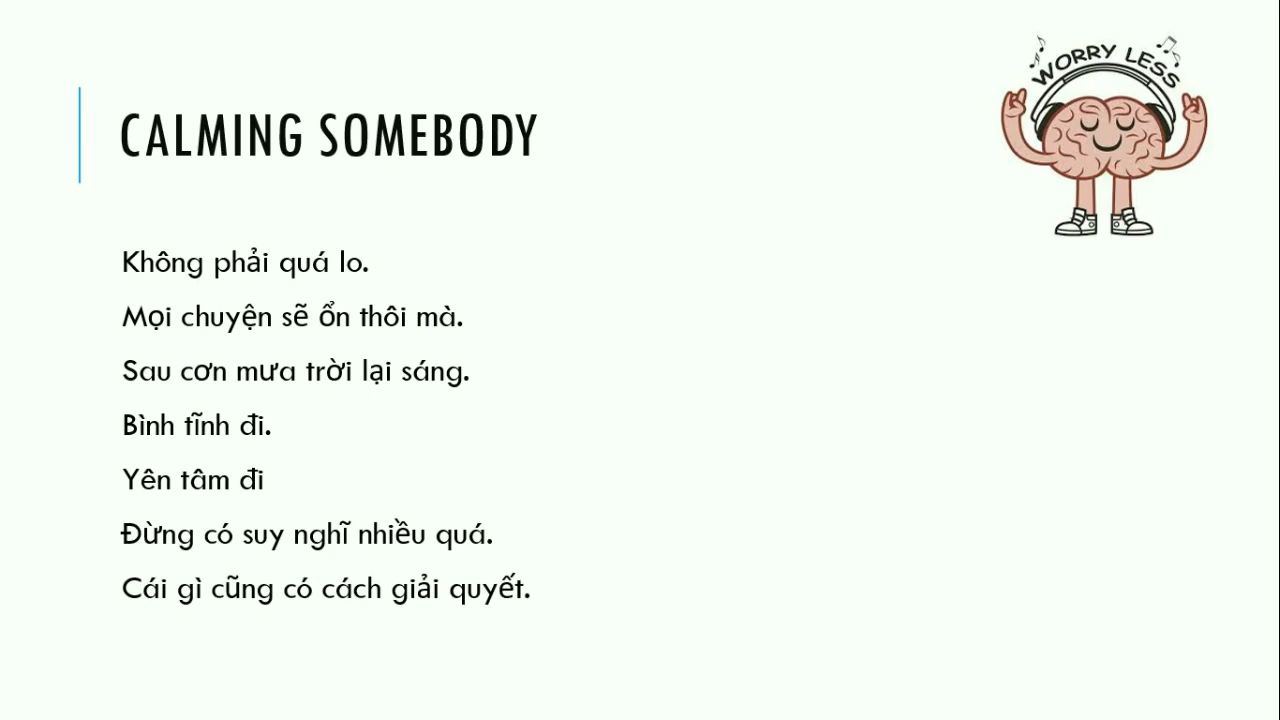 WORRY LESS
CALMING SOMEBODY
Không phải quá lo.
Mọi chuyện sẽ ổn thôi mà.
Sau cơn mưa trời lại sáng.
Bình tĩnh đi.
Yên tâm đi
Đừng có suy nghĩ nhiều quá.
Cái gì cũng có cách giải quyết.